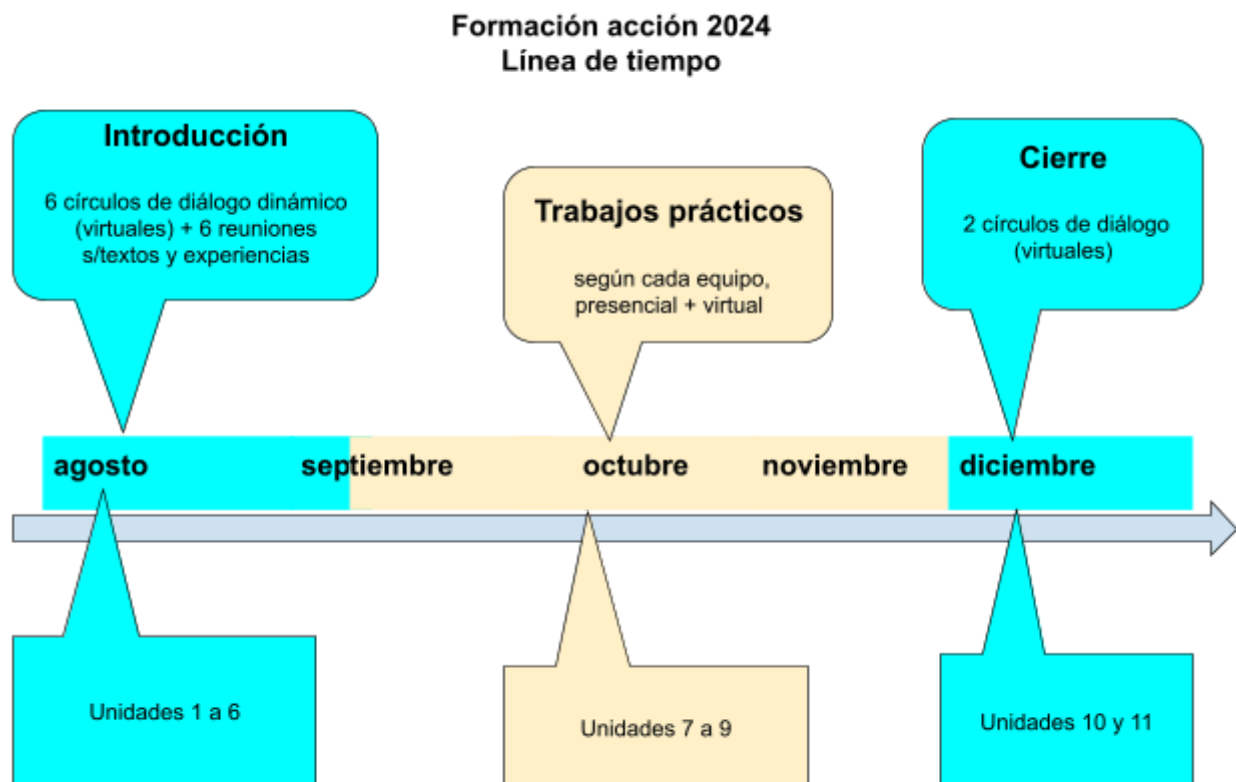 Formación acción 2024
Línea de tiempo
Introducción
6 círculos de diálogo dinámico
(virtuales) + 6 reuniones
s/textos y experiencias
Trabajos prácticos
según cada equipo,
presencial + virtual
Cierre
2 círculos de diálogo
(virtuales)
agosto septiembre octubre noviembre diciembre
Unidades 1 a 6
Unidades 7 a 9
Unidades 10 y 11